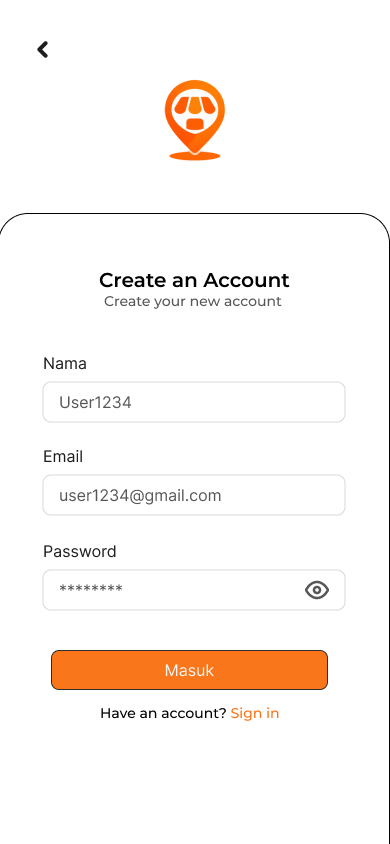 Create an Account
Create your new account
Nama
User1234
Email
user1234@gmail.com
Password
********
Masuk
Have an account? Sign in